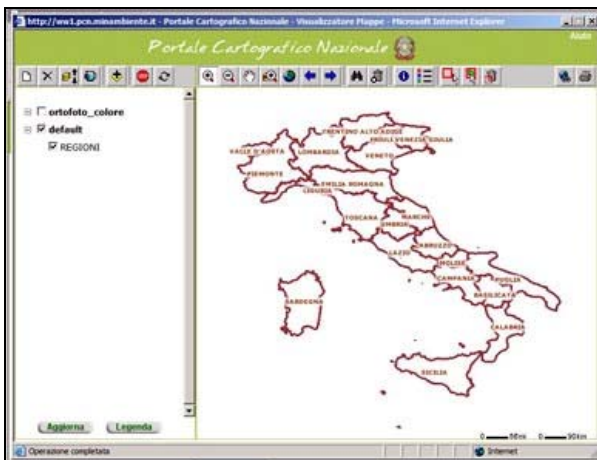 http://ww1.pcn.minambiente.it - Portale Cartografico Nazionale - Visualizzatore Mappe - Microsoft Internet Explorer
Portale Cartografico Nazionale
Aiuto
ortofoto_colore
default
REGIONI
TRENTINO ALTO ADIGE
FRIULI VENEZIA GIULIA
VALLE D'AOSTA
LOMBARDIA
VENETO
PIEMONTE
EMILIA ROMAGNA
LIGURIA
TOSCANA
MARCHE
UMBRIA
LAZIO
ABRUZZO
MOLISE
CAMPANIA
PUGLIA
BASILICATA
SARDEGNA
CALABRIA
SICILIA
Aggiorna
Legenda
Operazione completata
Internet